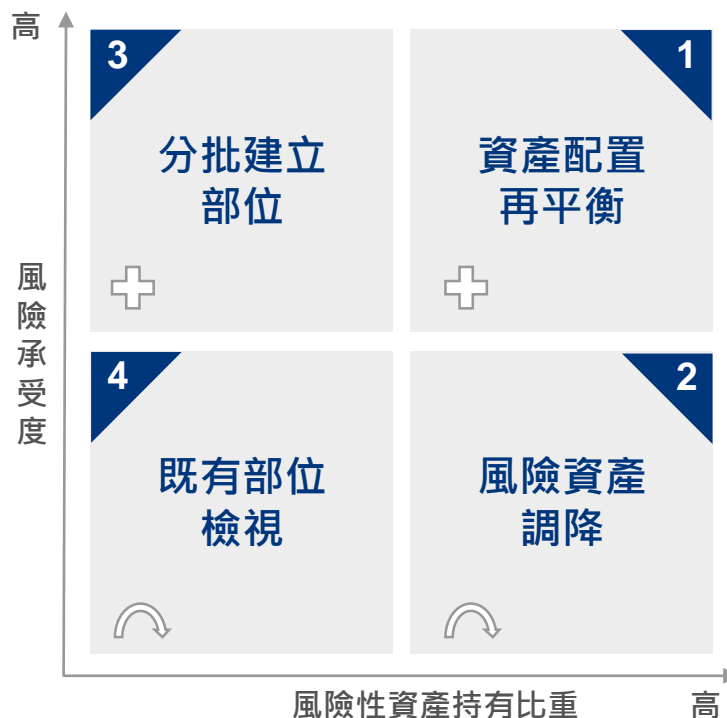 高
3
分批建立
部位
1
資產配置
再平衡
風險承受度
4
既有部位
檢視
2
風險資產
調降
風險性資產持有比重
高